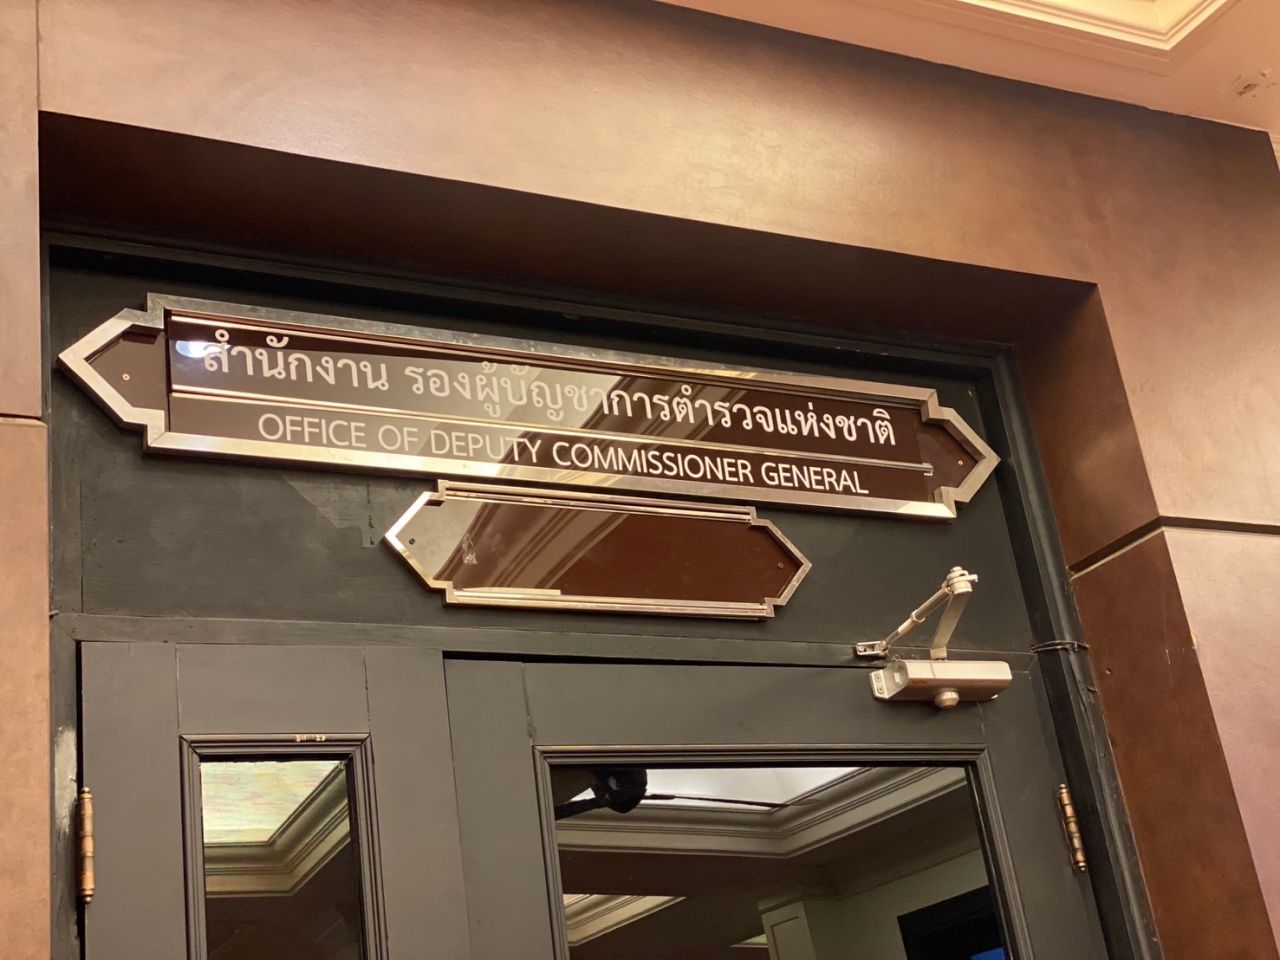 สำนักงาน รองผู้บัญชาการตำรวจแห่งชาติ
OFFICE OF DEPUTY COMMISSIONER GENERAL